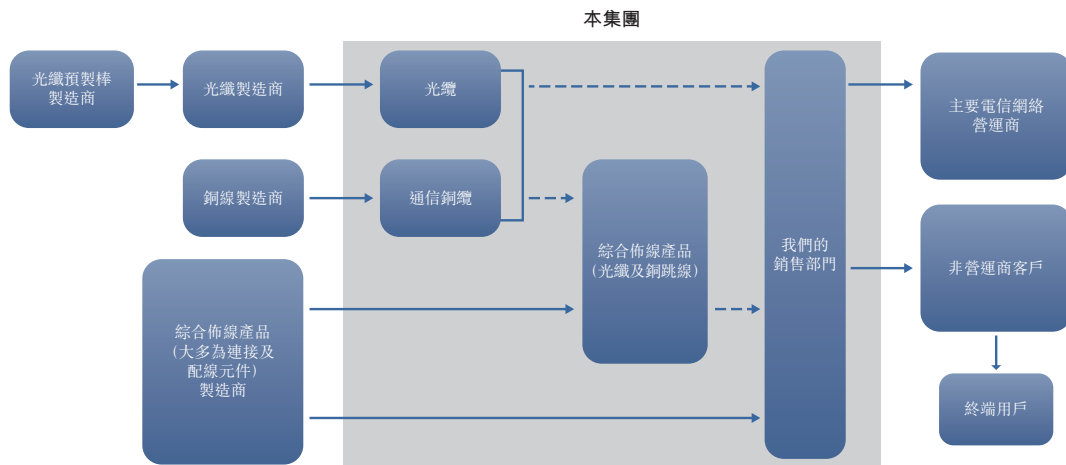 本集團
光纖預製棒
製造商
光纖製造商
光纜
主要電信網絡
營運商
銅線製造商
通信銅纜
綜合佈線產品
(光纖及銅跳線)
我們的
銷售部門
非營運商客戶
綜合佈線產品
(大多為連接及
配線元件)
製造商
終端用戶